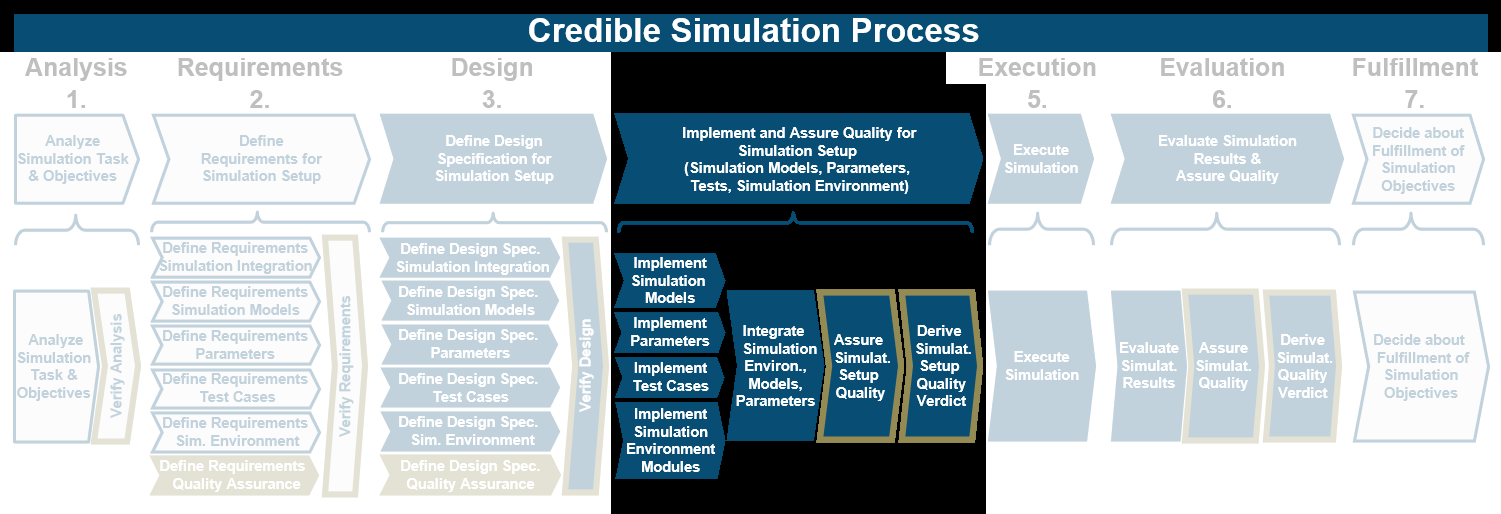 Credible Simulation Process
Analysis
1.
Analyze
Simulation Task
& Objectives
Analyze
Simulation
Task &
Objectives
Verify Analysis
Requirements
2.
Define
Requirements for
Simulation Setup
Define Requirements
Simulation Integration
Define Requirements
Simulation Models
Define Requirements
Parameters
Define Requirements
Test Cases
Define Requirements
Sim. Environment
Define Requirements
Quality Assurance
Verify Requirements
Design
3.
Define Design
Specification for
Simulation Setup
Define Design Spec.
Simulation Integration
Define Design Spec.
Simulation Models
Define Design Spec.
Parameters
Define Design Spec.
Test Cases
Define Design Spec.
Sim. Environment
Define Design Spec.
Quality Assurance
Verify Design
Implement and Assure Quality for
Simulation Setup
(Simulation Models, Parameters,
Tests, Simulation Environment)
Implement
Simulation
Models
Implement
Parameters
Implement
Test Cases
Implement
Simulation
Environment
Modules
Integrate
Simulation
Environ.,
Models,
Parameters
Assure
Simulat.
Setup
Quality
Derive
Simulat.
Setup
Quality
Verdict
Execution
5.
Execute
Simulation
Execute
Simulation
Evaluation
6.
Evaluate Simulation
Results &
Assure Quality
Evaluate
Simulat.
Results
Assure
Simulat.
Quality
Derive
Simulat.
Quality
Verdict
Fulfillment
7.
Decide about
Fulfillment of
Simulation
Objectives
Decide about
Fulfillment of
Simulation
Objectives